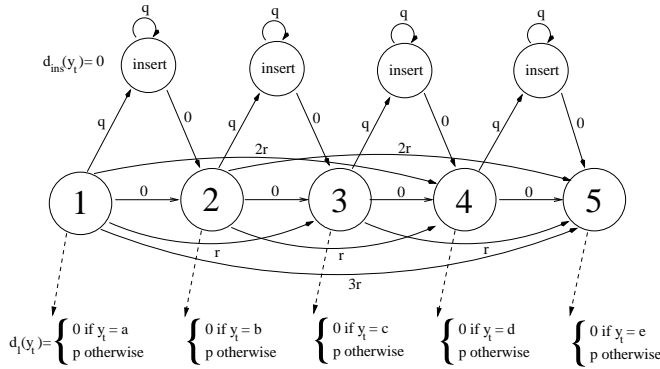 q q q q
d_ins(y_t)= 0 insert insert insert insert
q 0 q 0 q 0 q 0
2r 2r
1 0 2 0 3 0 4 0 5
r r r
3r
d_1(y_t)= { 0 if y_t = a { 0 if y_t = b { 0 if y_t = c { 0 if y_t = d { 0 if y_t = e
p otherwise p otherwise p otherwise p otherwise p otherwise